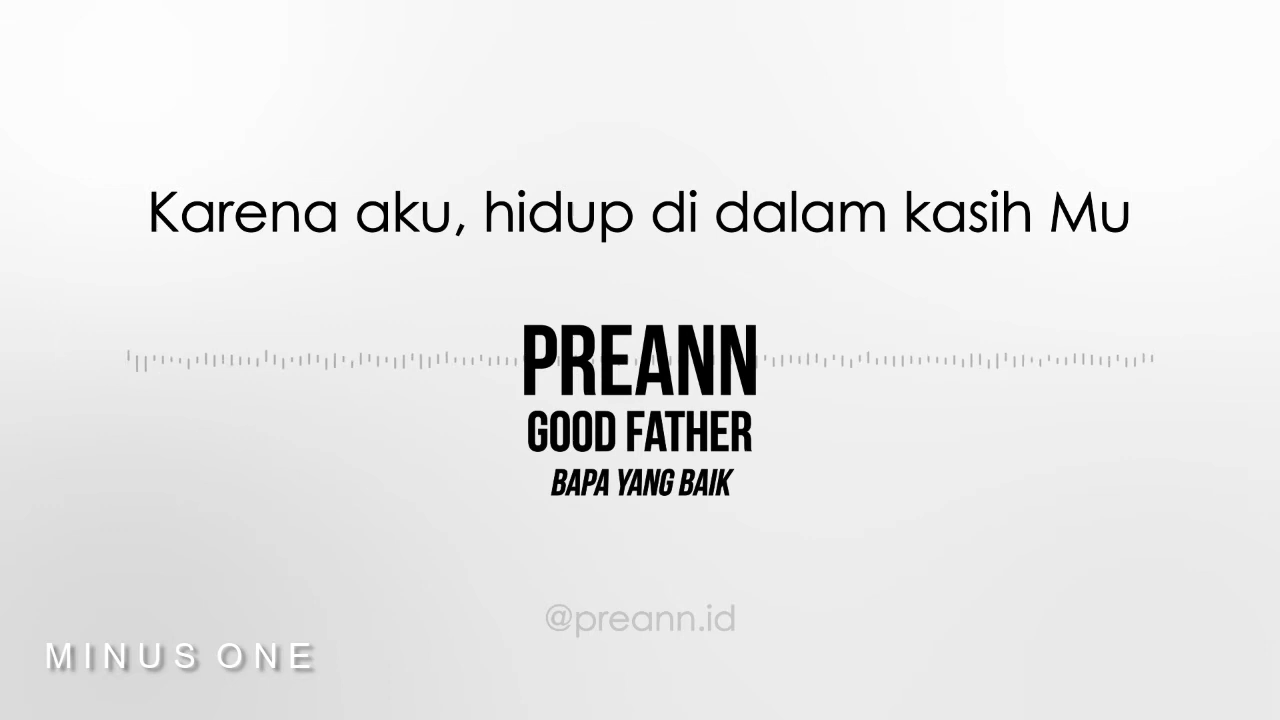 Karena aku, hidup di dalam kasih Mu
PREANN
GOOD FATHER
BAPA YANG BAIK
@preann.id
MINUS ONE